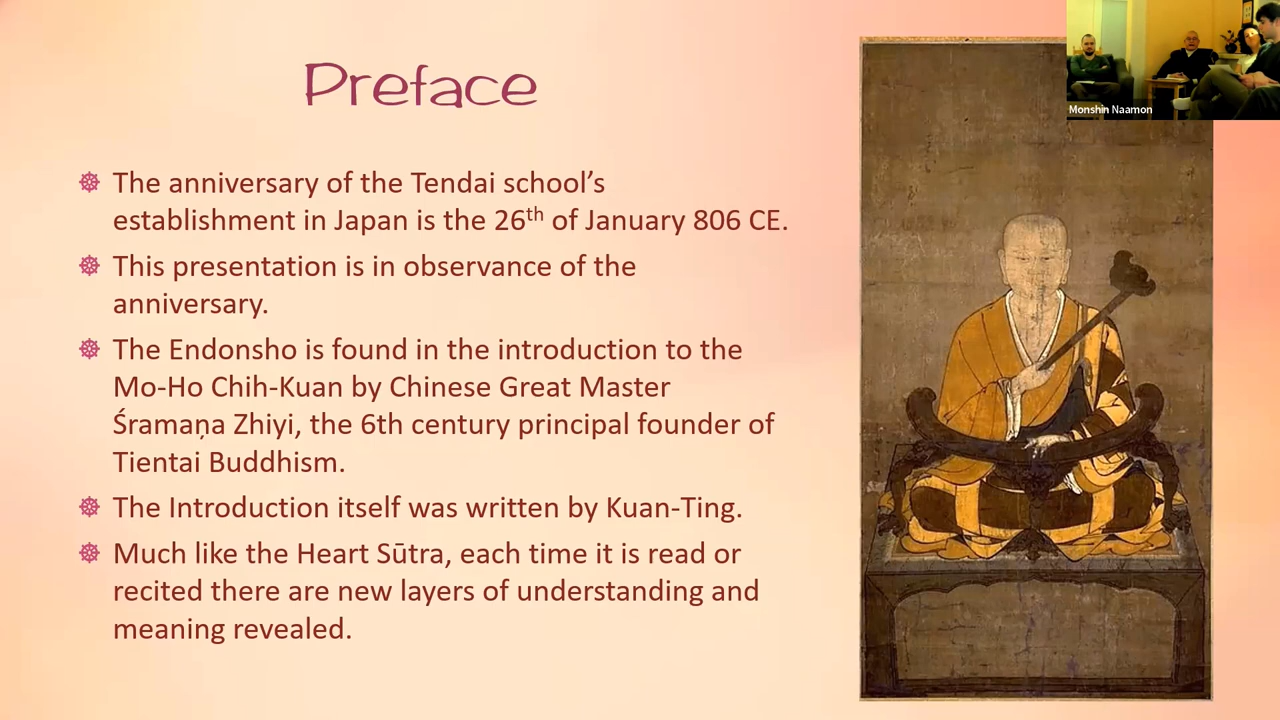 Preface
The anniversary of the Tendai school’s
establishment in Japan is the 26th of January 806 CE.
This presentation is in observance of the
anniversary.
The Endonsho is found in the introduction to the
Mo-Ho Chih-Kuan by Chinese Great Master
Śramaṇa Zhiyi, the 6th century principal founder of
Tientai Buddhism.
The Introduction itself was written by Kuan-Ting.
Much like the Heart Sūtra, each time it is read or
recited there are new layers of understanding and
meaning revealed.
Monshin Naamon